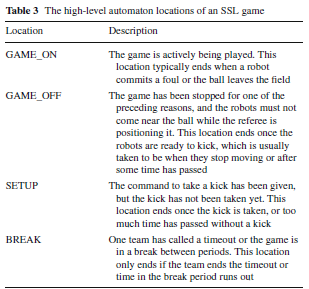 Table 3 The high-level automaton locations of an SSL game
Location Description
GAME_ON The game is actively being played. This
location typically ends when a robot
commits a foul or the ball leaves the field
GAME_OFF The game has been stopped for one of the
preceding reasons, and the robots must not
come near the ball while the referee is
positioning it. This location ends once the
robots are ready to kick, which is usually
taken to be when they stop moving or after
some time has passed
SETUP The command to take a kick has been given,
but the kick has not been taken yet. This
location ends once the kick is taken, or too
much time has passed without a kick
BREAK One team has called a timeout or the game is
in a break between periods. This location
only ends if the team ends the timeout or
time in the break period runs out